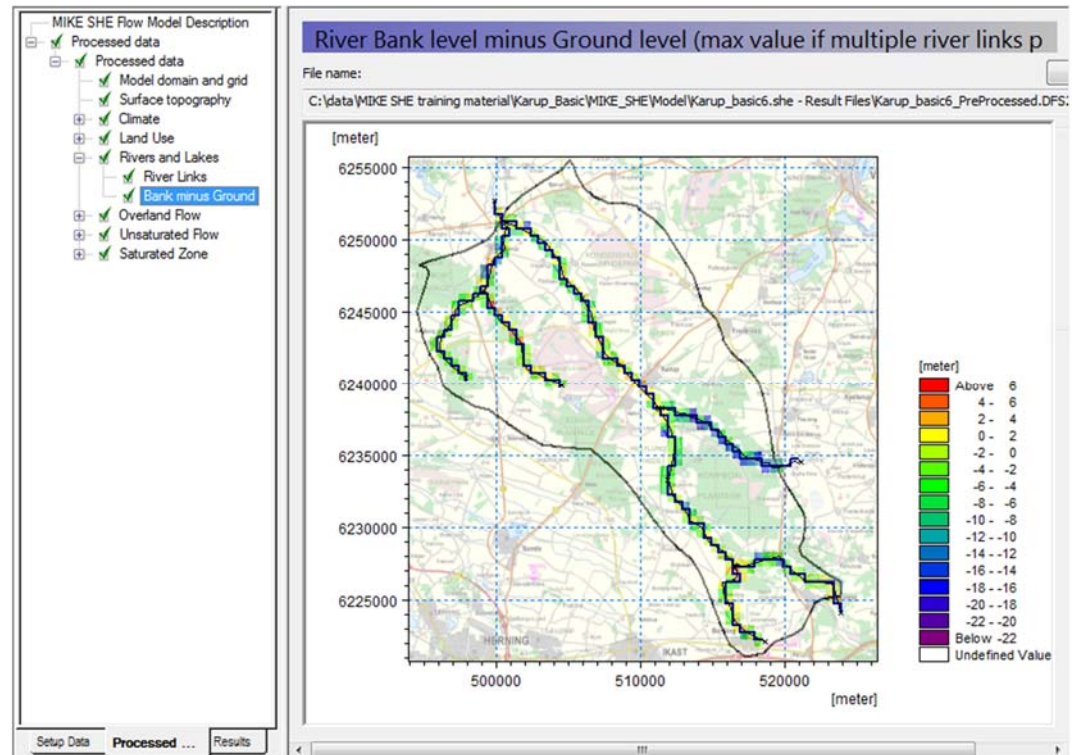 MIKE SHE Flow Model Description
Processed data
Processed data
Model domain and grid
Surface topography
Climate
Land Use
Rivers and Lakes
River Links
Bank minus Ground
Overland Flow
Unsaturated Flow
Saturated Zone
Setup Data Processed ... Results
River Bank level minus Ground level (max value if multiple river links p
File name:
C:\data\MIKE SHE training material\Karup_Basic\MIKE_SHE\Model\Karup_basic6.she - Result Files\Karup_basic6_PreProcessed.DFS2
[meter]
6255000
6250000
6245000
6240000
6235000
6230000
6225000
500000 510000 520000
[meter]
HERNING
IKAST
[meter]
Above 6
4 - 6
2 - 4
0 - 2
-2 - 0
-4 - -2
-6 - -4
-8 - -6
-10 - -8
-12 - -10
-14 - -12
-16 - -14
-18 - -16
-20 - -18
-22 - -20
Below -22
Undefined Value